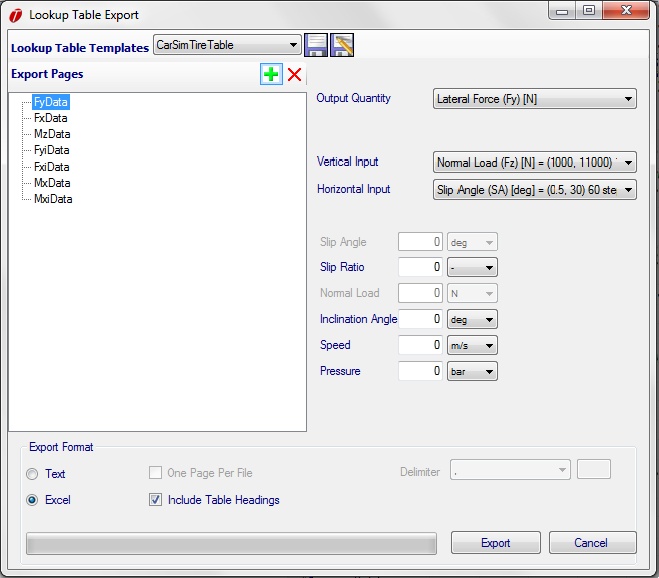 Lookup Table Export
Lookup Table Templates CarSimTireTable
Export Pages
FyData
FxData
MzData
FyiData
FxiData
MxData
MxiData
Output Quantity Lateral Force (Fy) [N]
Vertical Input Normal Load (Fz) [N] = (1000, 11000)
Horizontal Input Slip Angle (SA) [deg] = (0.5, 30) 60 ste
Slip Angle 0 deg
Slip Ratio 0 -
Normal Load 0 N
Inclination Angle 0 deg
Speed 0 m/s
Pressure 0 bar
Export Format
Text One Page Per File Delimiter ,
Excel Include Table Headings
Export Cancel